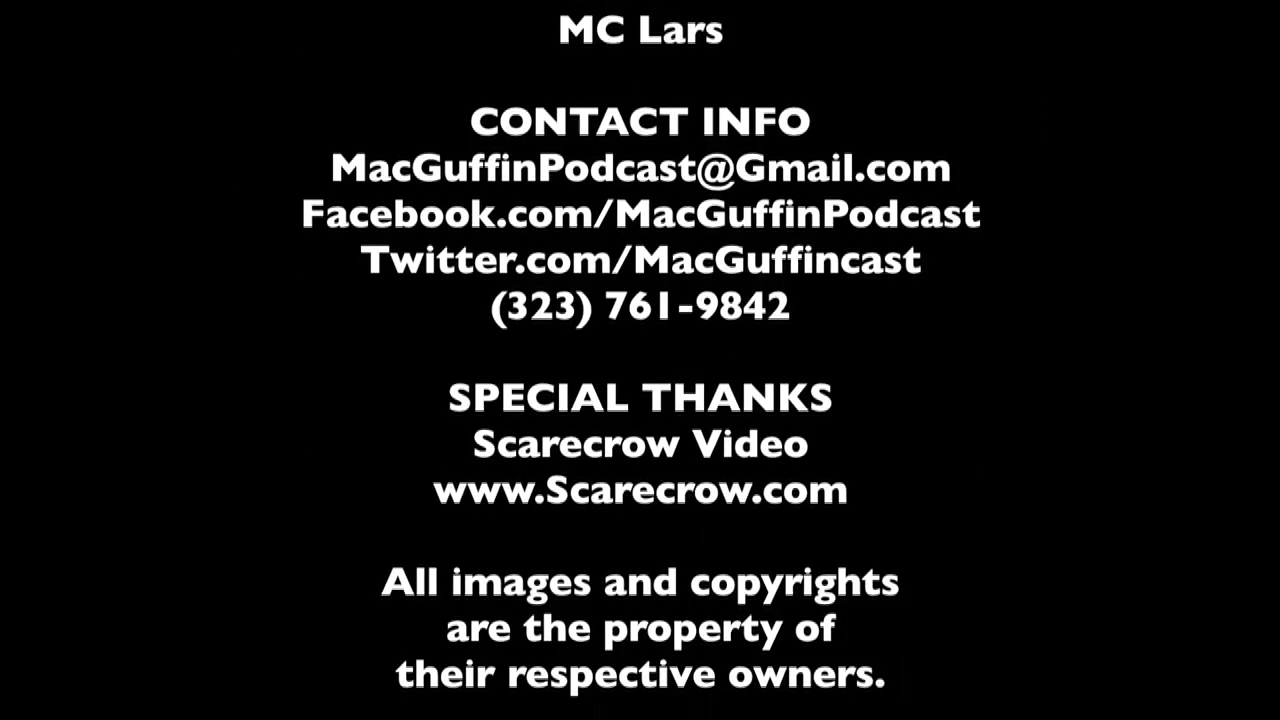 MC Lars
CONTACT INFO
MacGuffinPodcast@Gmail.com
Facebook.com/MacGuffinPodcast
Twitter.com/MacGuffincast
(323) 761-9842
SPECIAL THANKS
Scarecrow Video
www.Scarecrow.com
All images and copyrights
are the property of
their respective owners.